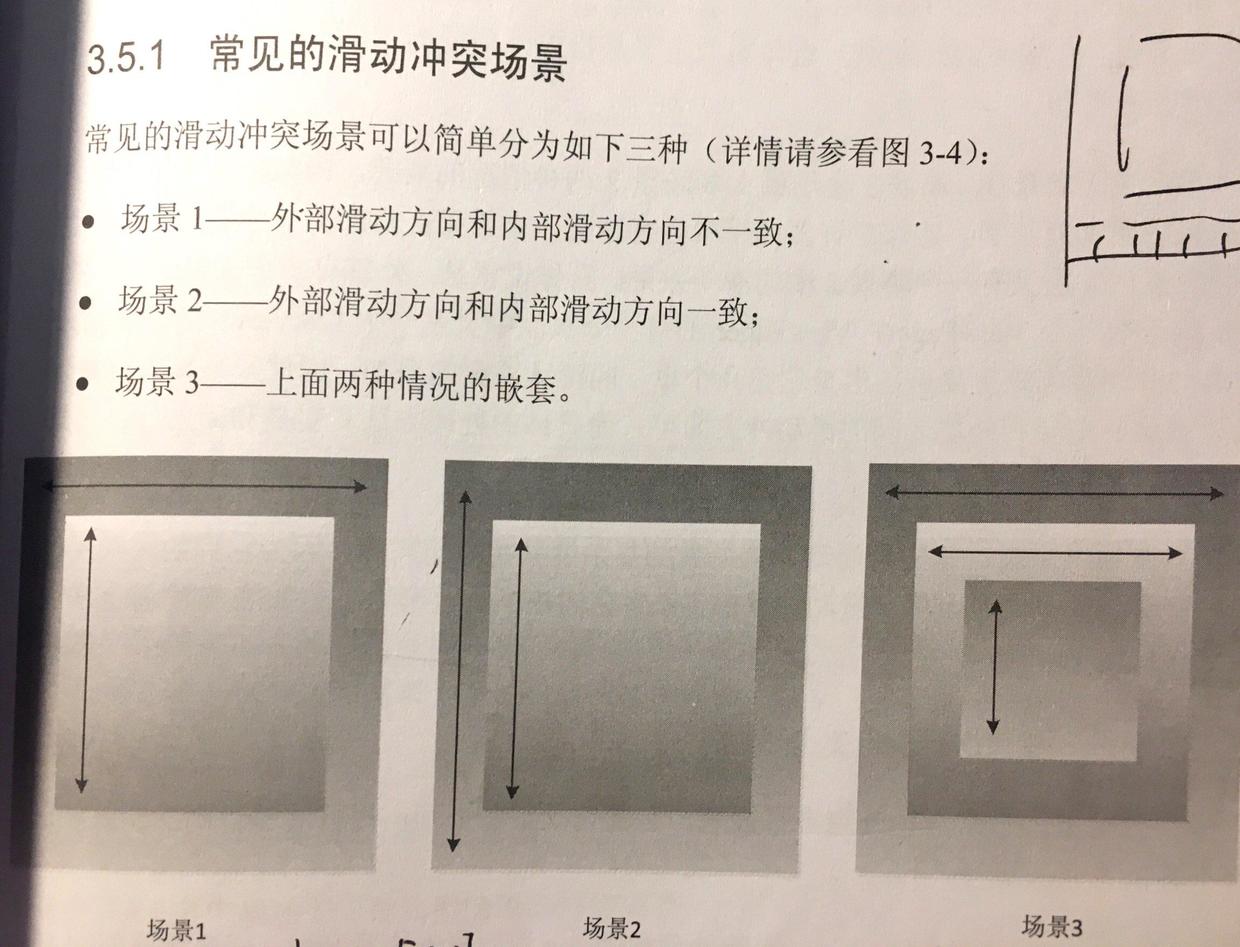 3.5.1 常见的滑动冲突场景
常见的滑动冲突场景可以简单分为如下三种（详情请参看图 3-4）：
● 场景 1——外部滑动方向和内部滑动方向不一致；
● 场景 2——外部滑动方向和内部滑动方向一致；
● 场景 3——上面两种情况的嵌套。
场景1
场景2
场景3